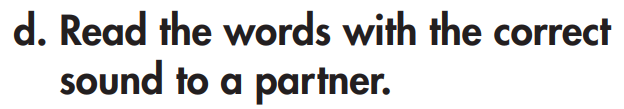 d. Read the words with the correct
sound to a partner.